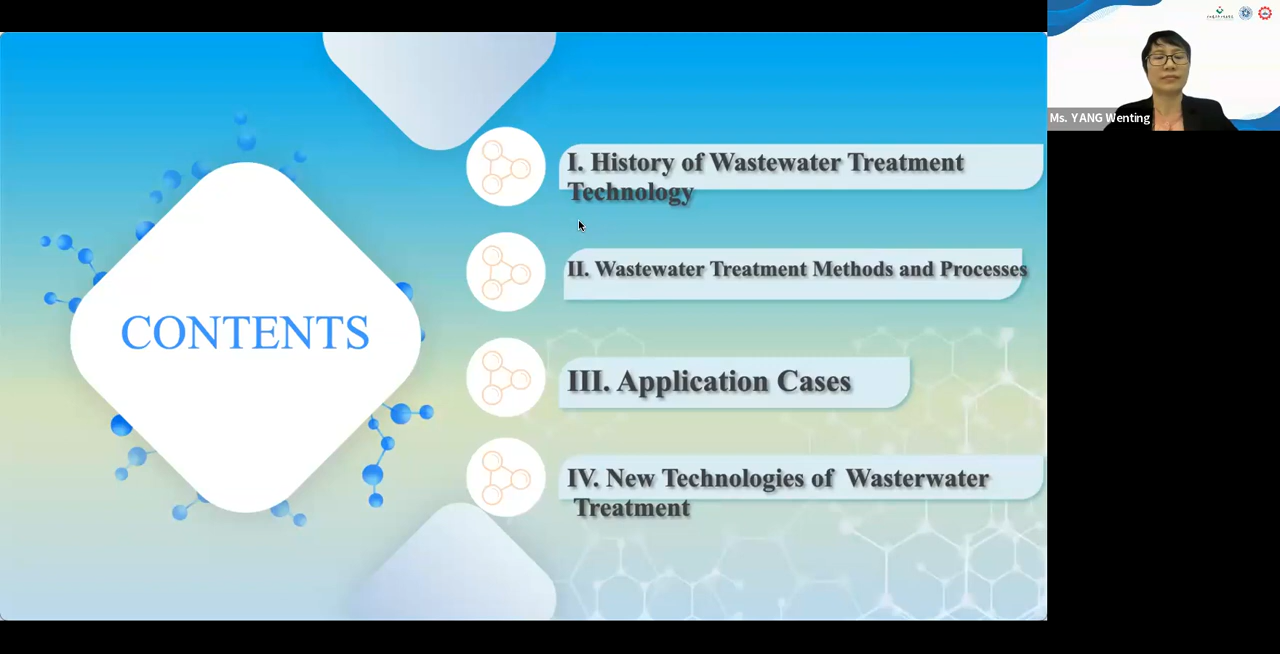 CONTENTS
I. History of Wastewater Treatment
Technology
II. Wastewater Treatment Methods and Processes
III. Application Cases
IV. New Technologies of  Wasterwater
Treatment
Ms. YANG Wenting